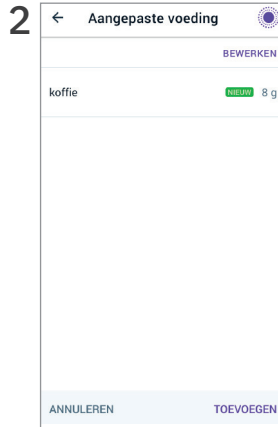 2
Aangepaste voeding
BEWERKEN
koffie NIEUW 8 g
ANNULEREN TOEVOEGEN